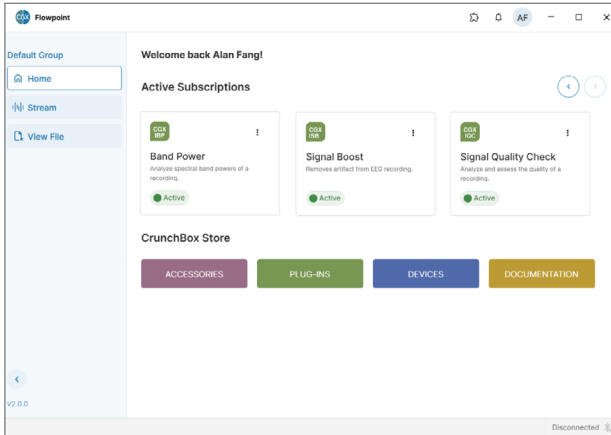 CGX Flowpoint
AF
Default Group
Home
Stream
View File
Welcome back Alan Fang!
Active Subscriptions
CGX
IBP
Band Power
Analyze spectral band powers of a
recording.
Active
CGX
ISB
Signal Boost
Removes artifact from EEG recording.
Active
CGX
IQC
Signal Quality Check
Analyze and assess the quality of a
recording.
Active
CrunchBox Store
ACCESSORIES
PLUG-INS
DEVICES
DOCUMENTATION
v2.0.0
Disconnected